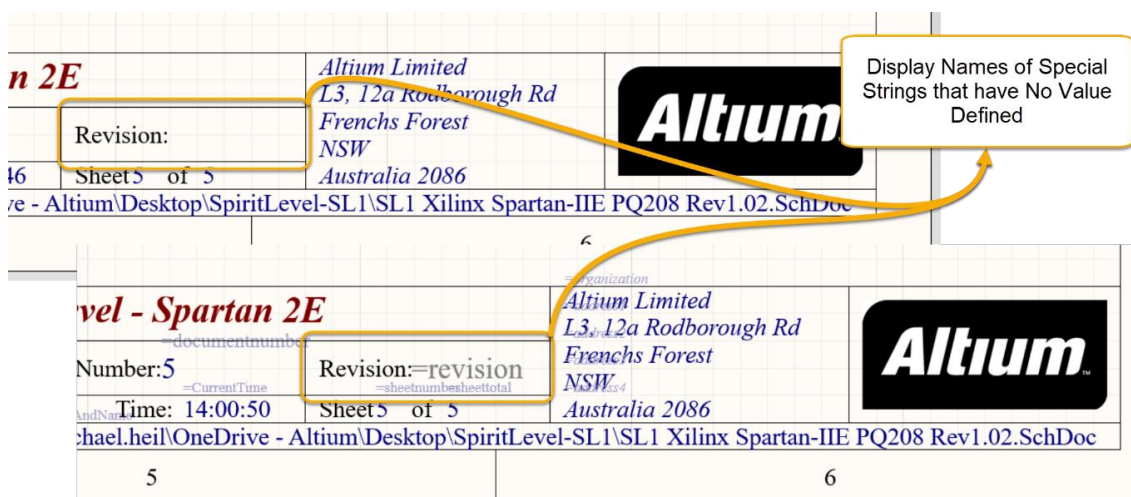 n 2E
Altium Limited
L3, 12a Rodborough Rd
Frenchs Forest
NSW
Australia 2086
Revision:
46
Sheet 5 of 5
Altium
Display Names of Special
Strings that have No Value
Defined
ve - Altium\Desktop\SpiritLevel-SL1\SL1 Xilinx Spartan-IIE PQ208 Rev1.02.SchDoc
6
=organization
vel - Spartan 2E
Altium Limited
L3, 12a Rodborough Rd
Frenchs Forest
NSW
=address4
Australia 2086
=documentnumber
Number:5
Revision:=revision
=CurrentTime
=sheetnumber
=sheettotal
AndName
Time: 14:00:50
Sheet 5 of 5
Altium.
chael.heil\OneDrive - Altium\Desktop\SpiritLevel-SL1\SL1 Xilinx Spartan-IIE PQ208 Rev1.02.SchDoc
5
6